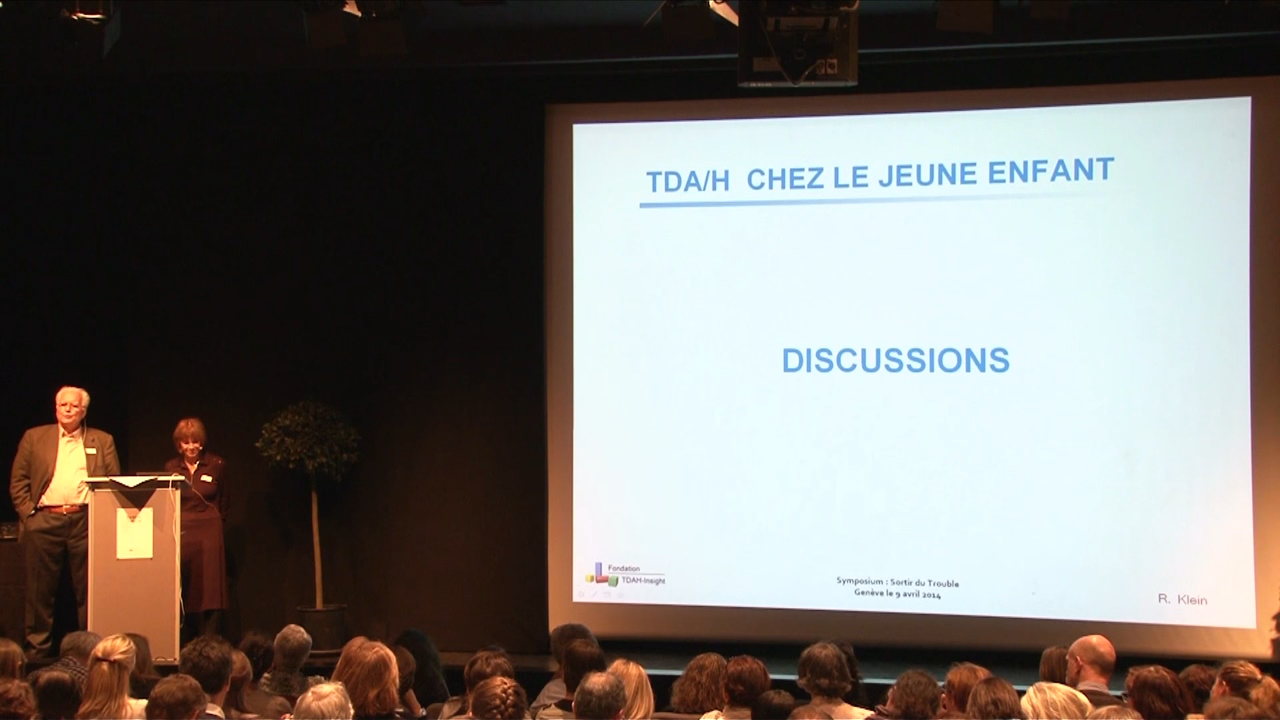 TDA/H CHEZ LE JEUNE ENFANT
DISCUSSIONS
Fondation
TDAH-Insight
Symposium : Sortir du Trouble
Genève le 9 avril 2014
R. Klein